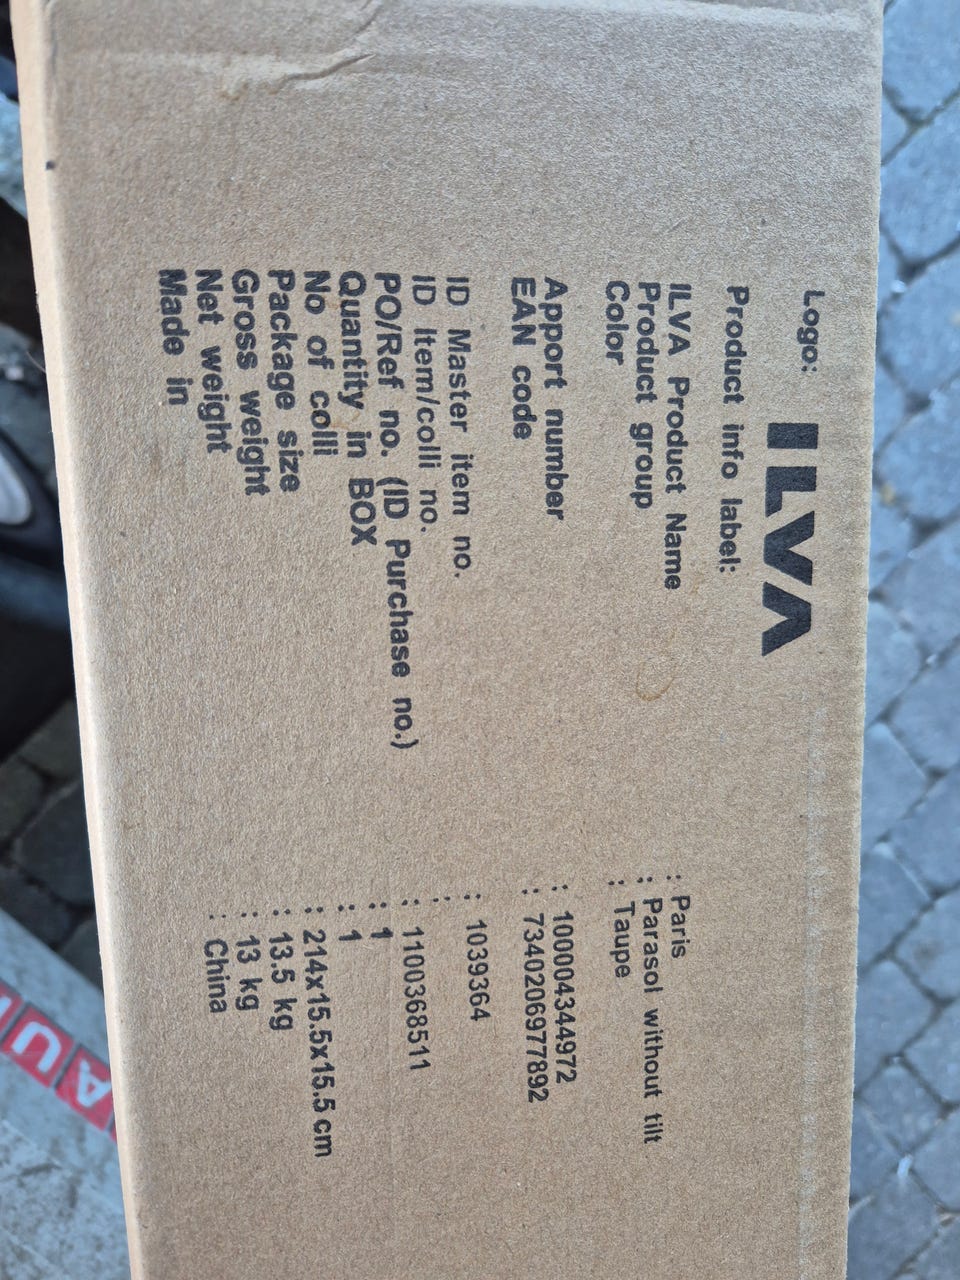 Logo: ILVA
Product info label:
ILVA Product Name : Paris
Product group : Parasol without tilt
Color : Taupe
Apport number : 100004344972
EAN code : 7340206977892
ID Master item no. : 1039364
ID Item/colli no. :
PO/Ref no. (ID Purchase no.) : 1100368511
Quantity in BOX : 1
No of colli : 1
Package size : 214x15.5x15.5 cm
Gross weight : 13.5 kg
Net weight : 13 kg
Made in : China